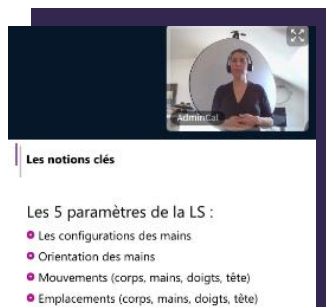 AdminCal
Les notions clés
Les 5 paramètres de la LS :
Les configurations des mains
Orientation des mains
Mouvements (corps, mains, doigts, tête)
Emplacements (corps, mains, doigts, tête)